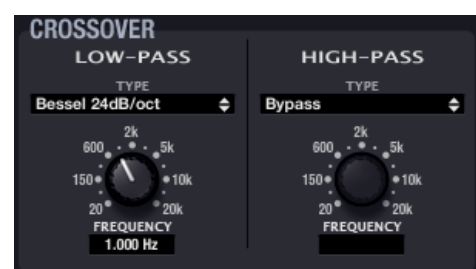 CROSSOVER
LOW-PASS
TYPE
Bessel 24dB/oct
2k
600
5k
150
10k
20
20k
FREQUENCY
1.000 Hz
HIGH-PASS
TYPE
Bypass
2k
600
5k
150
10k
20
20k
FREQUENCY